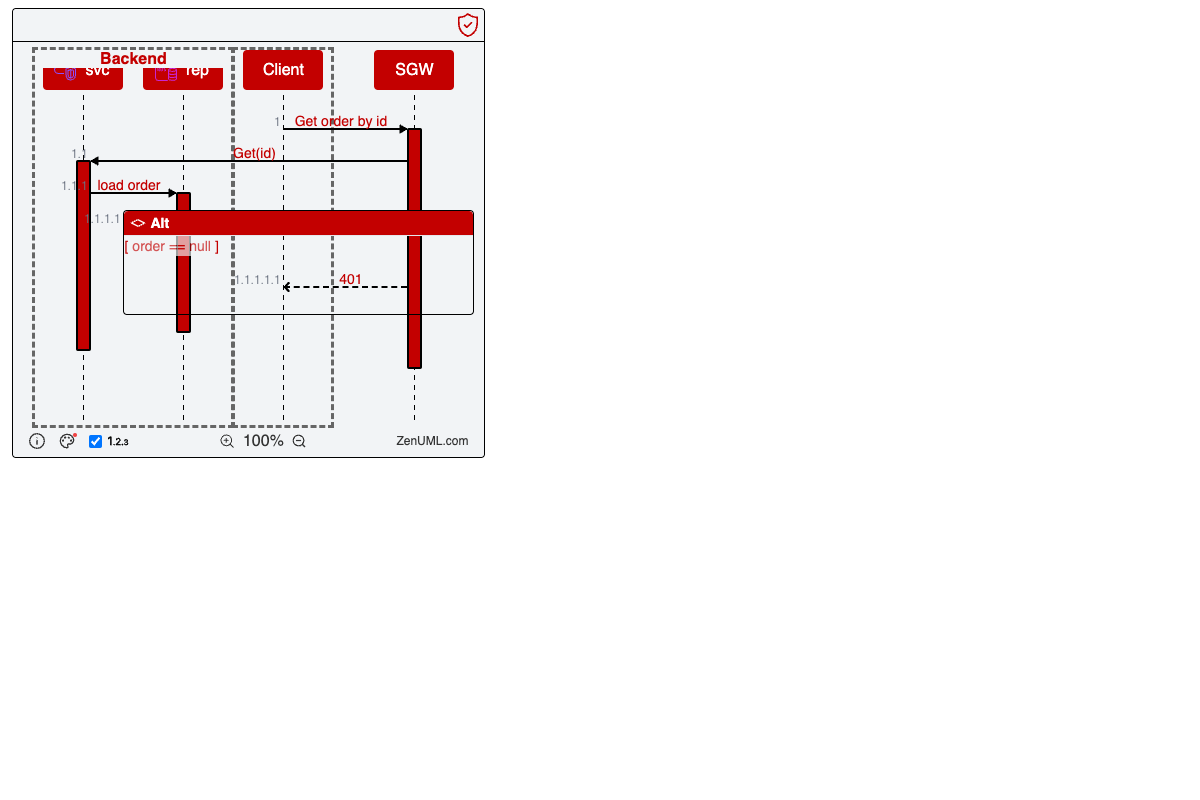 Backend
svc
rep
Client
SGW
1
Get order by id
1.1
Get(id)
1.1.1
load order
1.1.1.1
<> Alt
[ order == null ]
1.1.1.1.1
401
1.2.3
100%
ZenUML.com